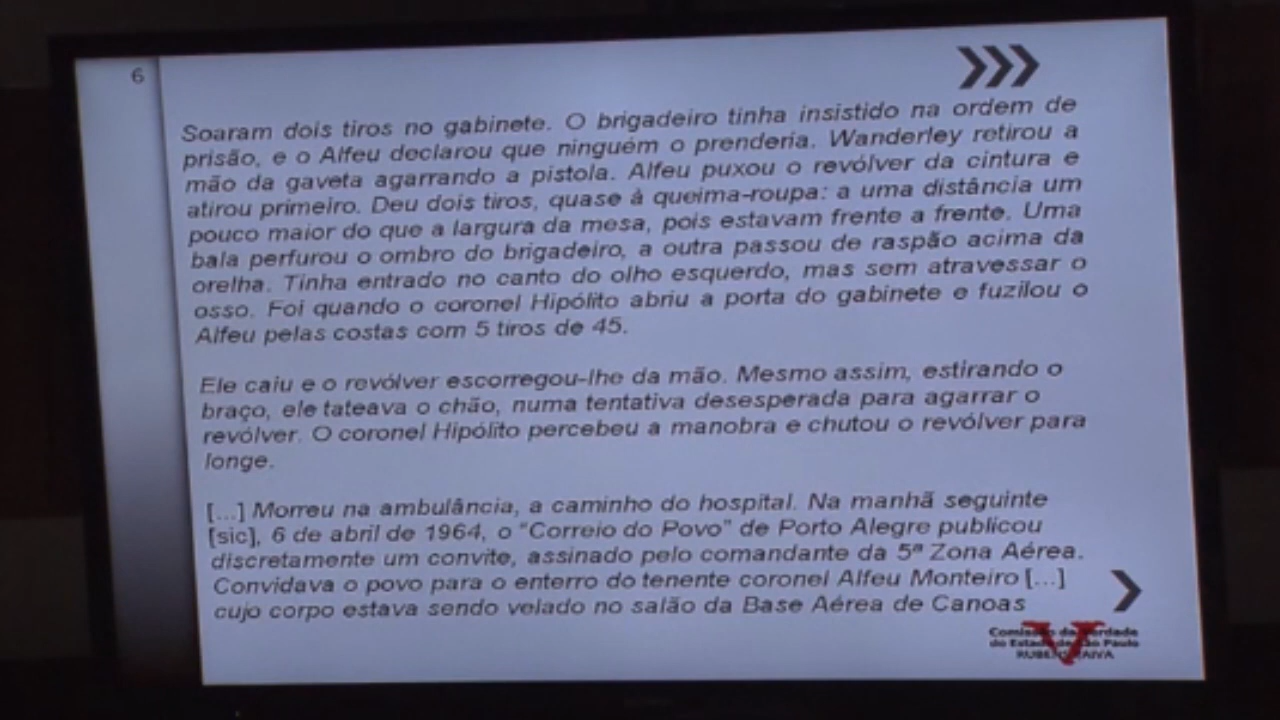 6
Soaram dois tiros no gabinete. O brigadeiro tinha insistido na ordem de
prisão, e o Alfeu declarou que ninguém o prenderia. Wanderley retirou a
mão da gaveta agarrando a pistola. Alfeu puxou o revólver da cintura e
atirou primeiro. Deu dois tiros, quase à queima-roupa: a uma distância um
pouco maior do que a largura da mesa, pois estavam frente a frente. Uma
bala perfurou o ombro do brigadeiro, a outra passou de raspão acima da
orelha. Tinha entrado no canto do olho esquerdo, mas sem atravessar o
osso. Foi quando o coronel Hipólito abriu a porta do gabinete e fuzilou o
Alfeu pelas costas com 5 tiros de 45.
Ele caiu e o revólver escorregou-lhe da mão. Mesmo assim, estirando o
braço, ele tateava o chão, numa tentativa desesperada para agarrar o
revólver. O coronel Hipólito percebeu a manobra e chutou o revólver para
longe.
[...] Morreu na ambulância, a caminho do hospital. Na manhã seguinte
[sic], 6 de abril de 1964, o “Correio do Povo” de Porto Alegre publicou
discretamente um convite, assinado pelo comandante da 5ª Zona Aérea.
Convidava o povo para o enterro do tenente coronel Alfeu Monteiro [...]
cujo corpo estava sendo velado no salão da Base Aérea de Canoas
V
Comissão da Verdade
do Estado de São Paulo
RUBENS PAIVA